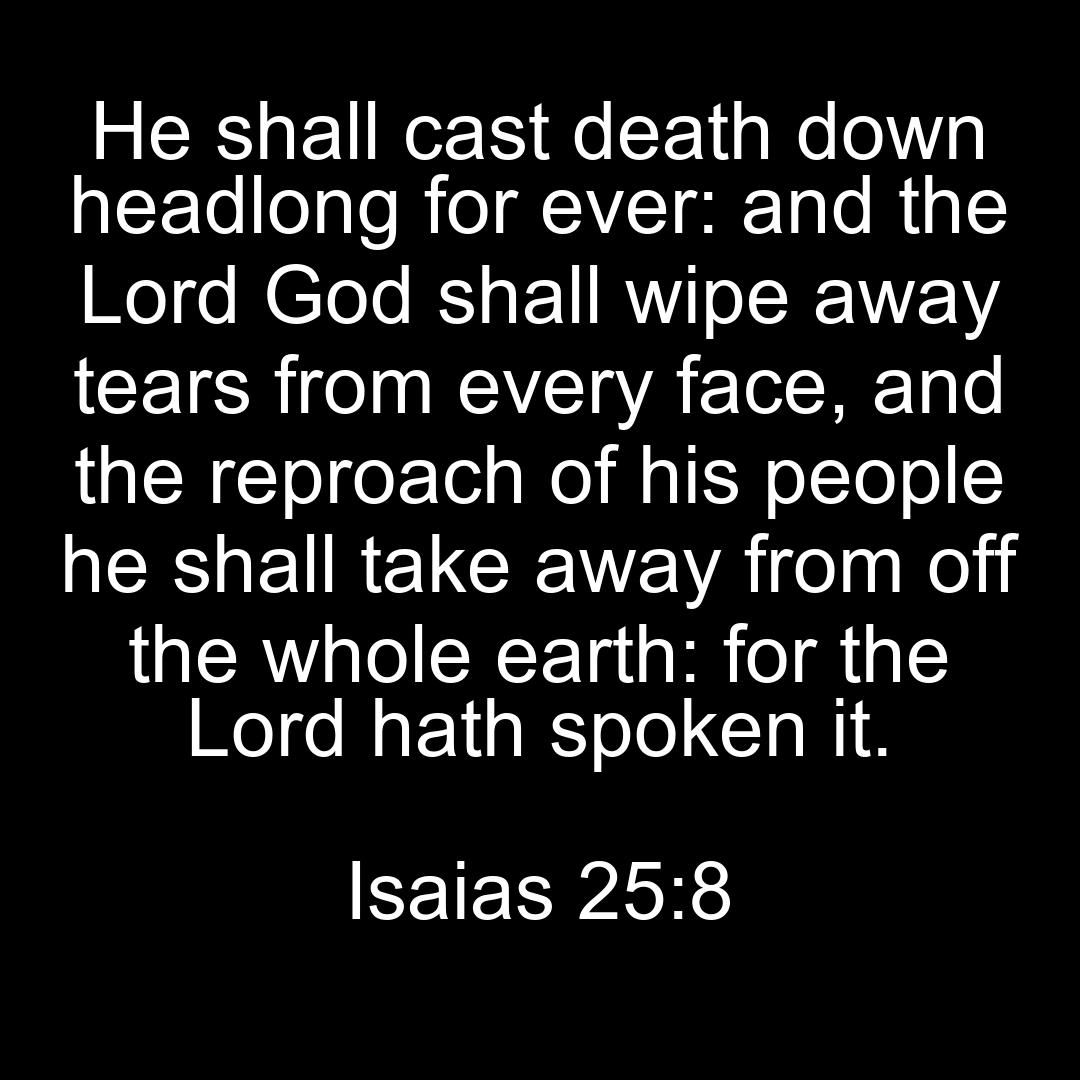 He shall cast death down
headlong for ever: and the
Lord God shall wipe away
tears from every face, and
the reproach of his people
he shall take away from off
the whole earth: for the
Lord hath spoken it.
Isaias 25:8